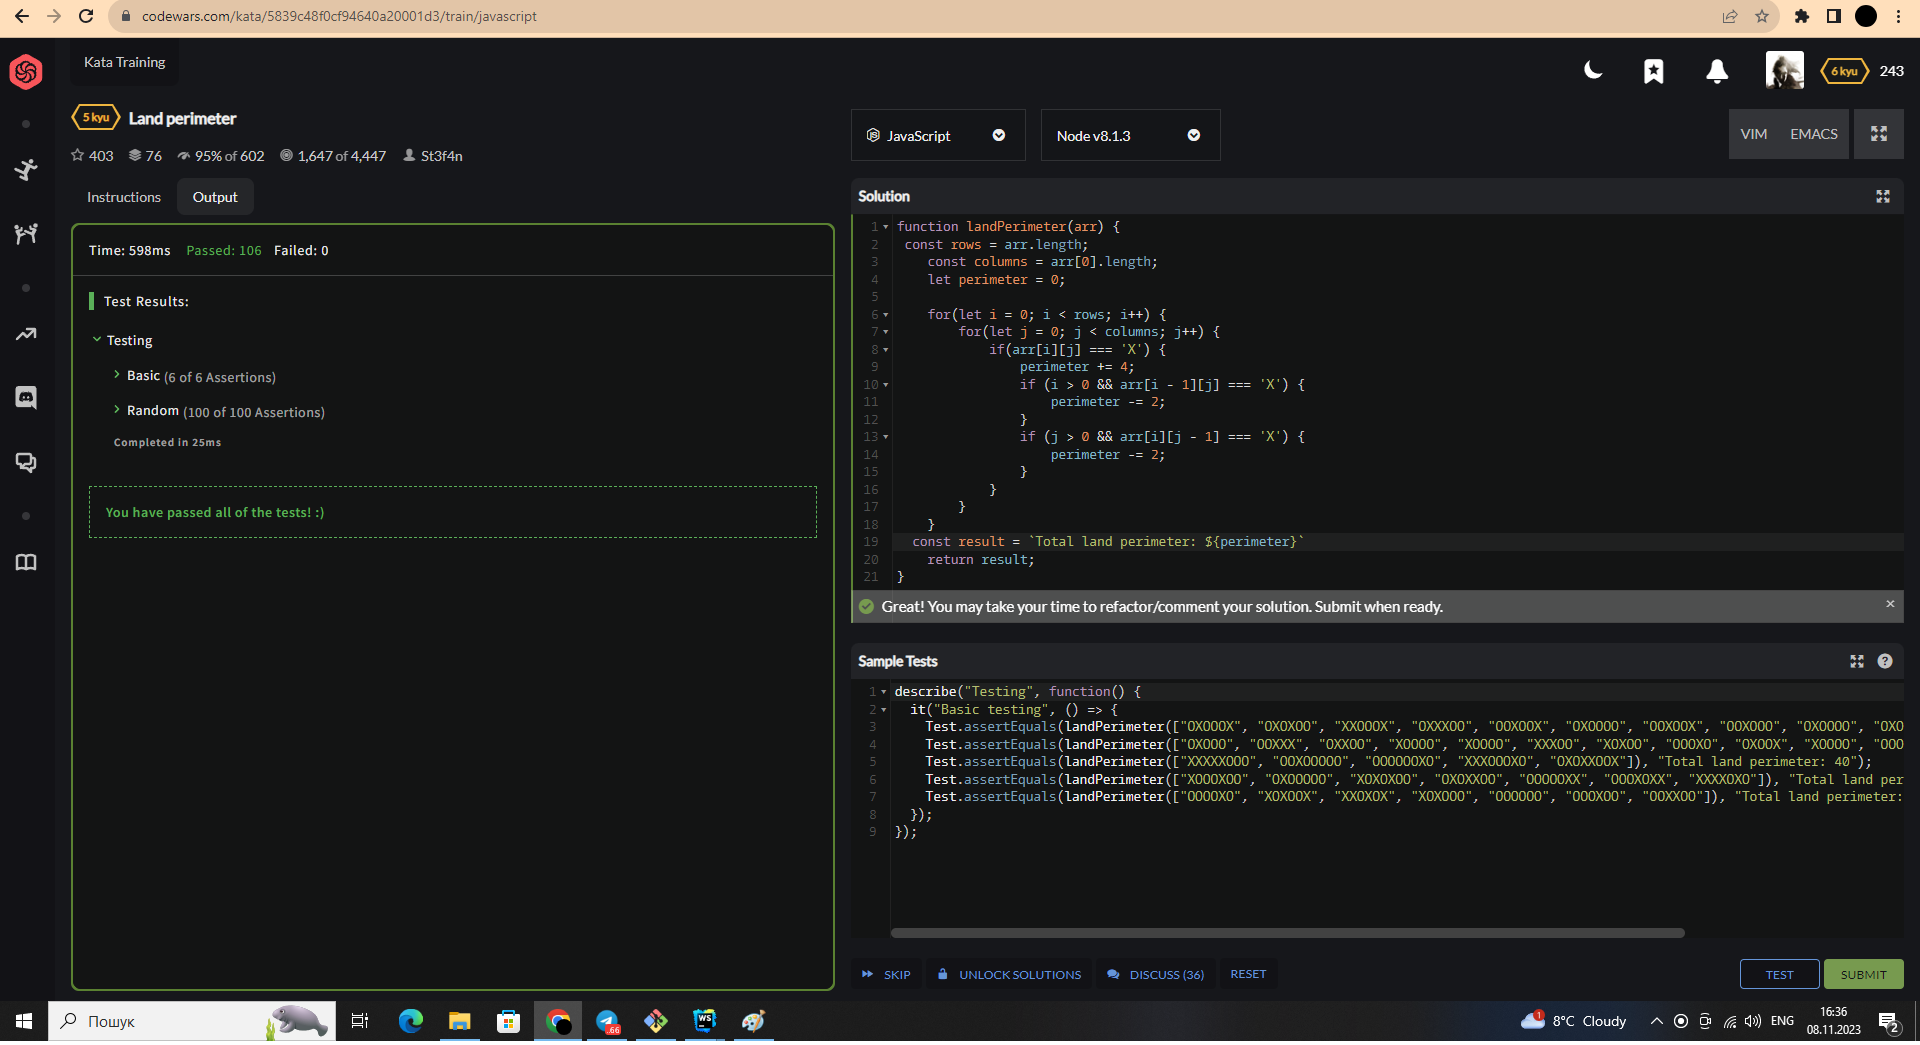 codewars.com/kata/5839c48f0cf94640a20001d3/train/javascript
Kata Training
6 kyu 243
5 kyu Land perimeter
403 76 95% of 602 1,647 of 4,447 St3f4n
Instructions Output
Time: 598ms Passed: 106 Failed: 0
Test Results:
Testing
Basic (6 of 6 Assertions)
Random (100 of 100 Assertions)
Completed in 25ms
You have passed all of the tests! :)
JavaScript Node v8.1.3 VIM EMACS
Solution
1 function landPerimeter(arr) {
2 const rows = arr.length;
3 const columns = arr[0].length;
4 let perimeter = 0;
5
6 for(let i = 0; i < rows; i++) {
7 for(let j = 0; j < columns; j++) {
8 if(arr[i][j] === 'X') {
9 perimeter += 4;
10 if (i > 0 && arr[i - 1][j] === 'X') {
11 perimeter -= 2;
12 }
13 if (j > 0 && arr[i][j - 1] === 'X') {
14 perimeter -= 2;
15 }
16 }
17 }
18 }
19 const result = `Total land perimeter: ${perimeter}`
20 return result;
21 }
Great! You may take your time to refactor/comment your solution. Submit when ready.
Sample Tests
1 describe("Testing", function() {
2 it("Basic testing", () => {
3 Test.assertEquals(landPerimeter(["OXOOOX", "OXOXOO", "XXOOOX", "OXXXOO", "OOXOOX", "OXOOOO", "OOXOOX", "OOXOOO", "OXOOOO", "OXO
4 Test.assertEquals(landPerimeter(["OXOOO", "OOXXX", "OXXOO", "XOOOO", "XOOOO", "XXXOO", "XOXOO", "OOOXO", "OXOOX", "XOOOO", "OOO
5 Test.assertEquals(landPerimeter(["XXXXXOOO", "OOXOOOOO", "OOOOOOXO", "XXXOOOXO", "OXOXXOOX"]), "Total land perimeter: 40");
6 Test.assertEquals(landPerimeter(["XOOOXOO", "OXOOOOO", "XOXOXOO", "OXOXXOO", "OOOOOXX", "OOOXOXX", "XXXXOXO"]), "Total land per
7 Test.assertEquals(landPerimeter(["OOOOXO", "XOXOOX", "XXOXOX", "XOXOOO", "OOOOOO", "OOOXOO", "OOXXOO"]), "Total land perimeter:
8 });
9 });
SKIP UNLOCK SOLUTIONS DISCUSS (36) RESET TEST SUBMIT
Пошук
.66
WS
1
8°C Cloudy
ENG
16:36
08.11.2023
2